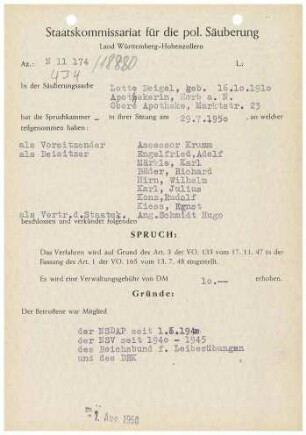 Staatskommissariat für die pol. Säuberung
Land Württemberg-Hohenzollern
Az.: N 11 174 /18880 L:
434
In der Säuberungssache Lotte Deigel, geb. 16.10.1910
Apothekerin, Horb a. N.
Obere Apotheke, Marktstr. 23
hat die Spruchkammer - in ihrer Sitzung am 29.7.1950, an welcher
teilgenommen haben:
als Vorsitzender Assessor Krumm
als Beisitzer Engelfried, Adolf
Märkle, Karl
Bäder, Richard
Hirn, Wilhelm
Karl, Julius
Kons, Rudolf
Kiess, Ernst
als Vertr.d.Staatsk. Ang. Schmidt Hugo
beschlossen und verkündet folgenden
SPRUCH:
Das Verfahren wird auf Grund des Art. 3 der VO. 133 vom 17. 11. 47 in der
Fassung des Art. 1 der VO. 165 vom 13. 7. 48 eingestellt.
Es wird eine Verwaltungsgebühr von DM 10.-- erhoben.
Gründe:
Der Betroffene war Mitglied
der NSDAP seit 1.6.1940
der NSV seit 1940 - 1945
des Reichsbund f. Leibesübungen
und des DRK
1. Aug. 1950